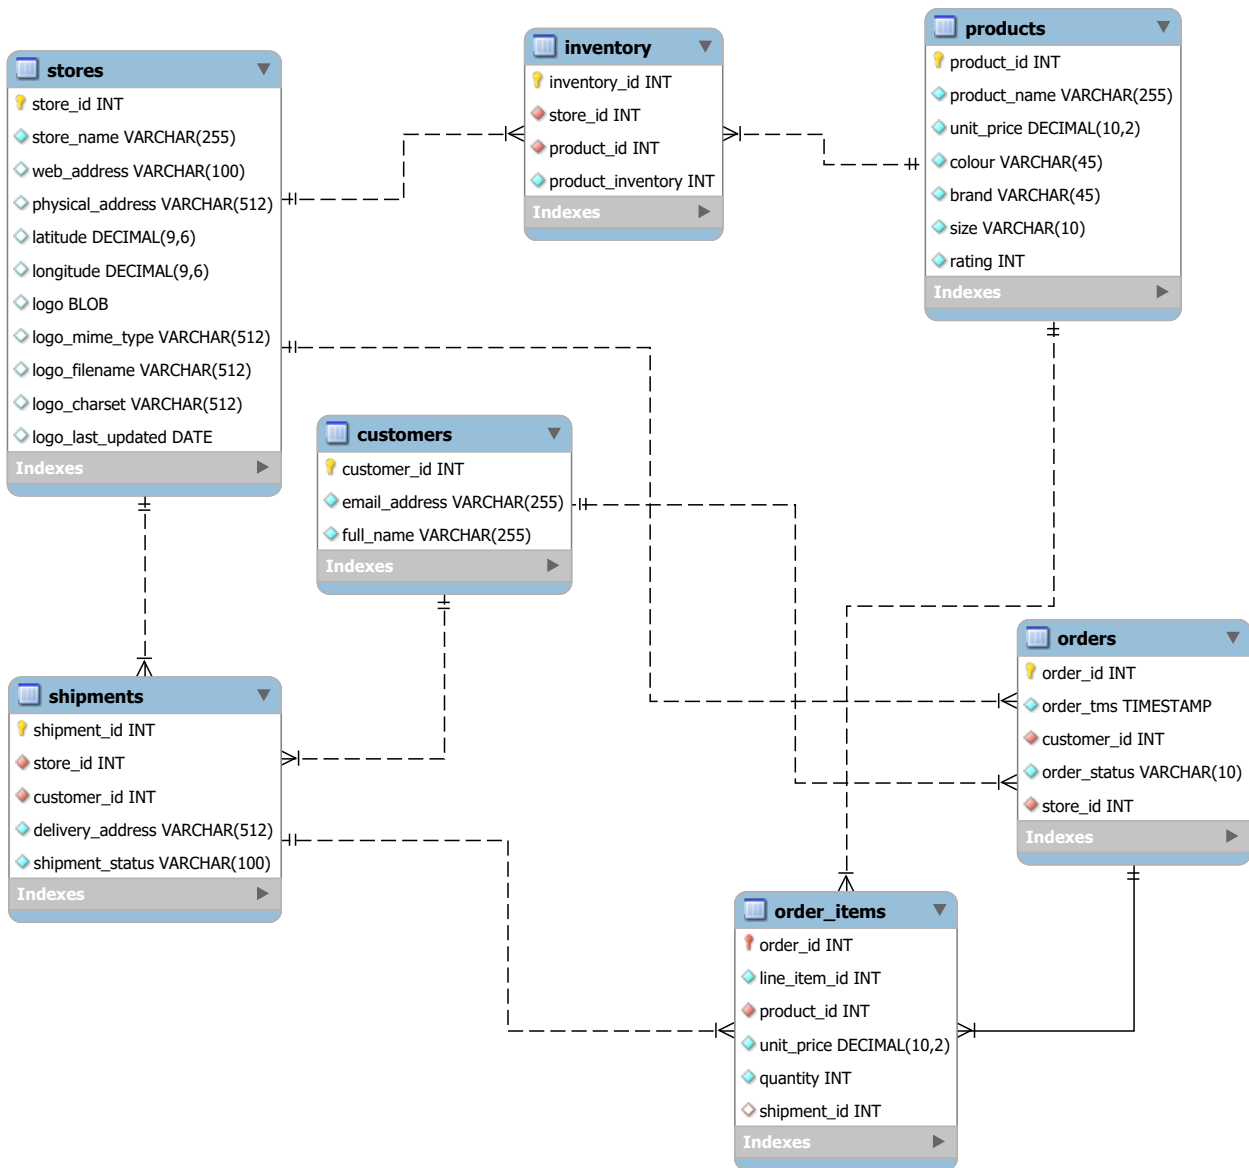 stores
store_id INT
store_name VARCHAR(255)
web_address VARCHAR(100)
physical_address VARCHAR(512)
latitude DECIMAL(9,6)
longitude DECIMAL(9,6)
logo BLOB
logo_mime_type VARCHAR(512)
logo_filename VARCHAR(512)
logo_charset VARCHAR(512)
logo_last_updated DATE
Indexes
inventory
inventory_id INT
store_id INT
product_id INT
product_inventory INT
Indexes
products
product_id INT
product_name VARCHAR(255)
unit_price DECIMAL(10,2)
colour VARCHAR(45)
brand VARCHAR(45)
size VARCHAR(10)
rating INT
Indexes
customers
customer_id INT
email_address VARCHAR(255)
full_name VARCHAR(255)
Indexes
shipments
shipment_id INT
store_id INT
customer_id INT
delivery_address VARCHAR(512)
shipment_status VARCHAR(100)
Indexes
orders
order_id INT
order_tms TIMESTAMP
customer_id INT
order_status VARCHAR(10)
store_id INT
Indexes
order_items
order_id INT
line_item_id INT
product_id INT
unit_price DECIMAL(10,2)
quantity INT
shipment_id INT
Indexes